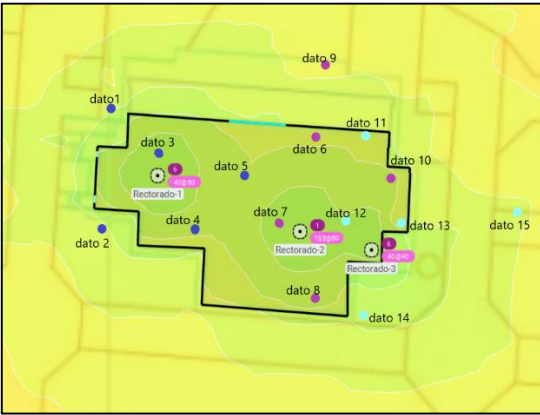 dato 9
dato1
dato 11
dato 3
dato 6
dato 5
dato 10
6
40@80
Rectorado-1
dato 7
dato 12
dato 13
dato 15
dato 2
dato 4
1
153@80
Rectorado-2
6
40@40
Rectorado-3
dato 8
dato 14